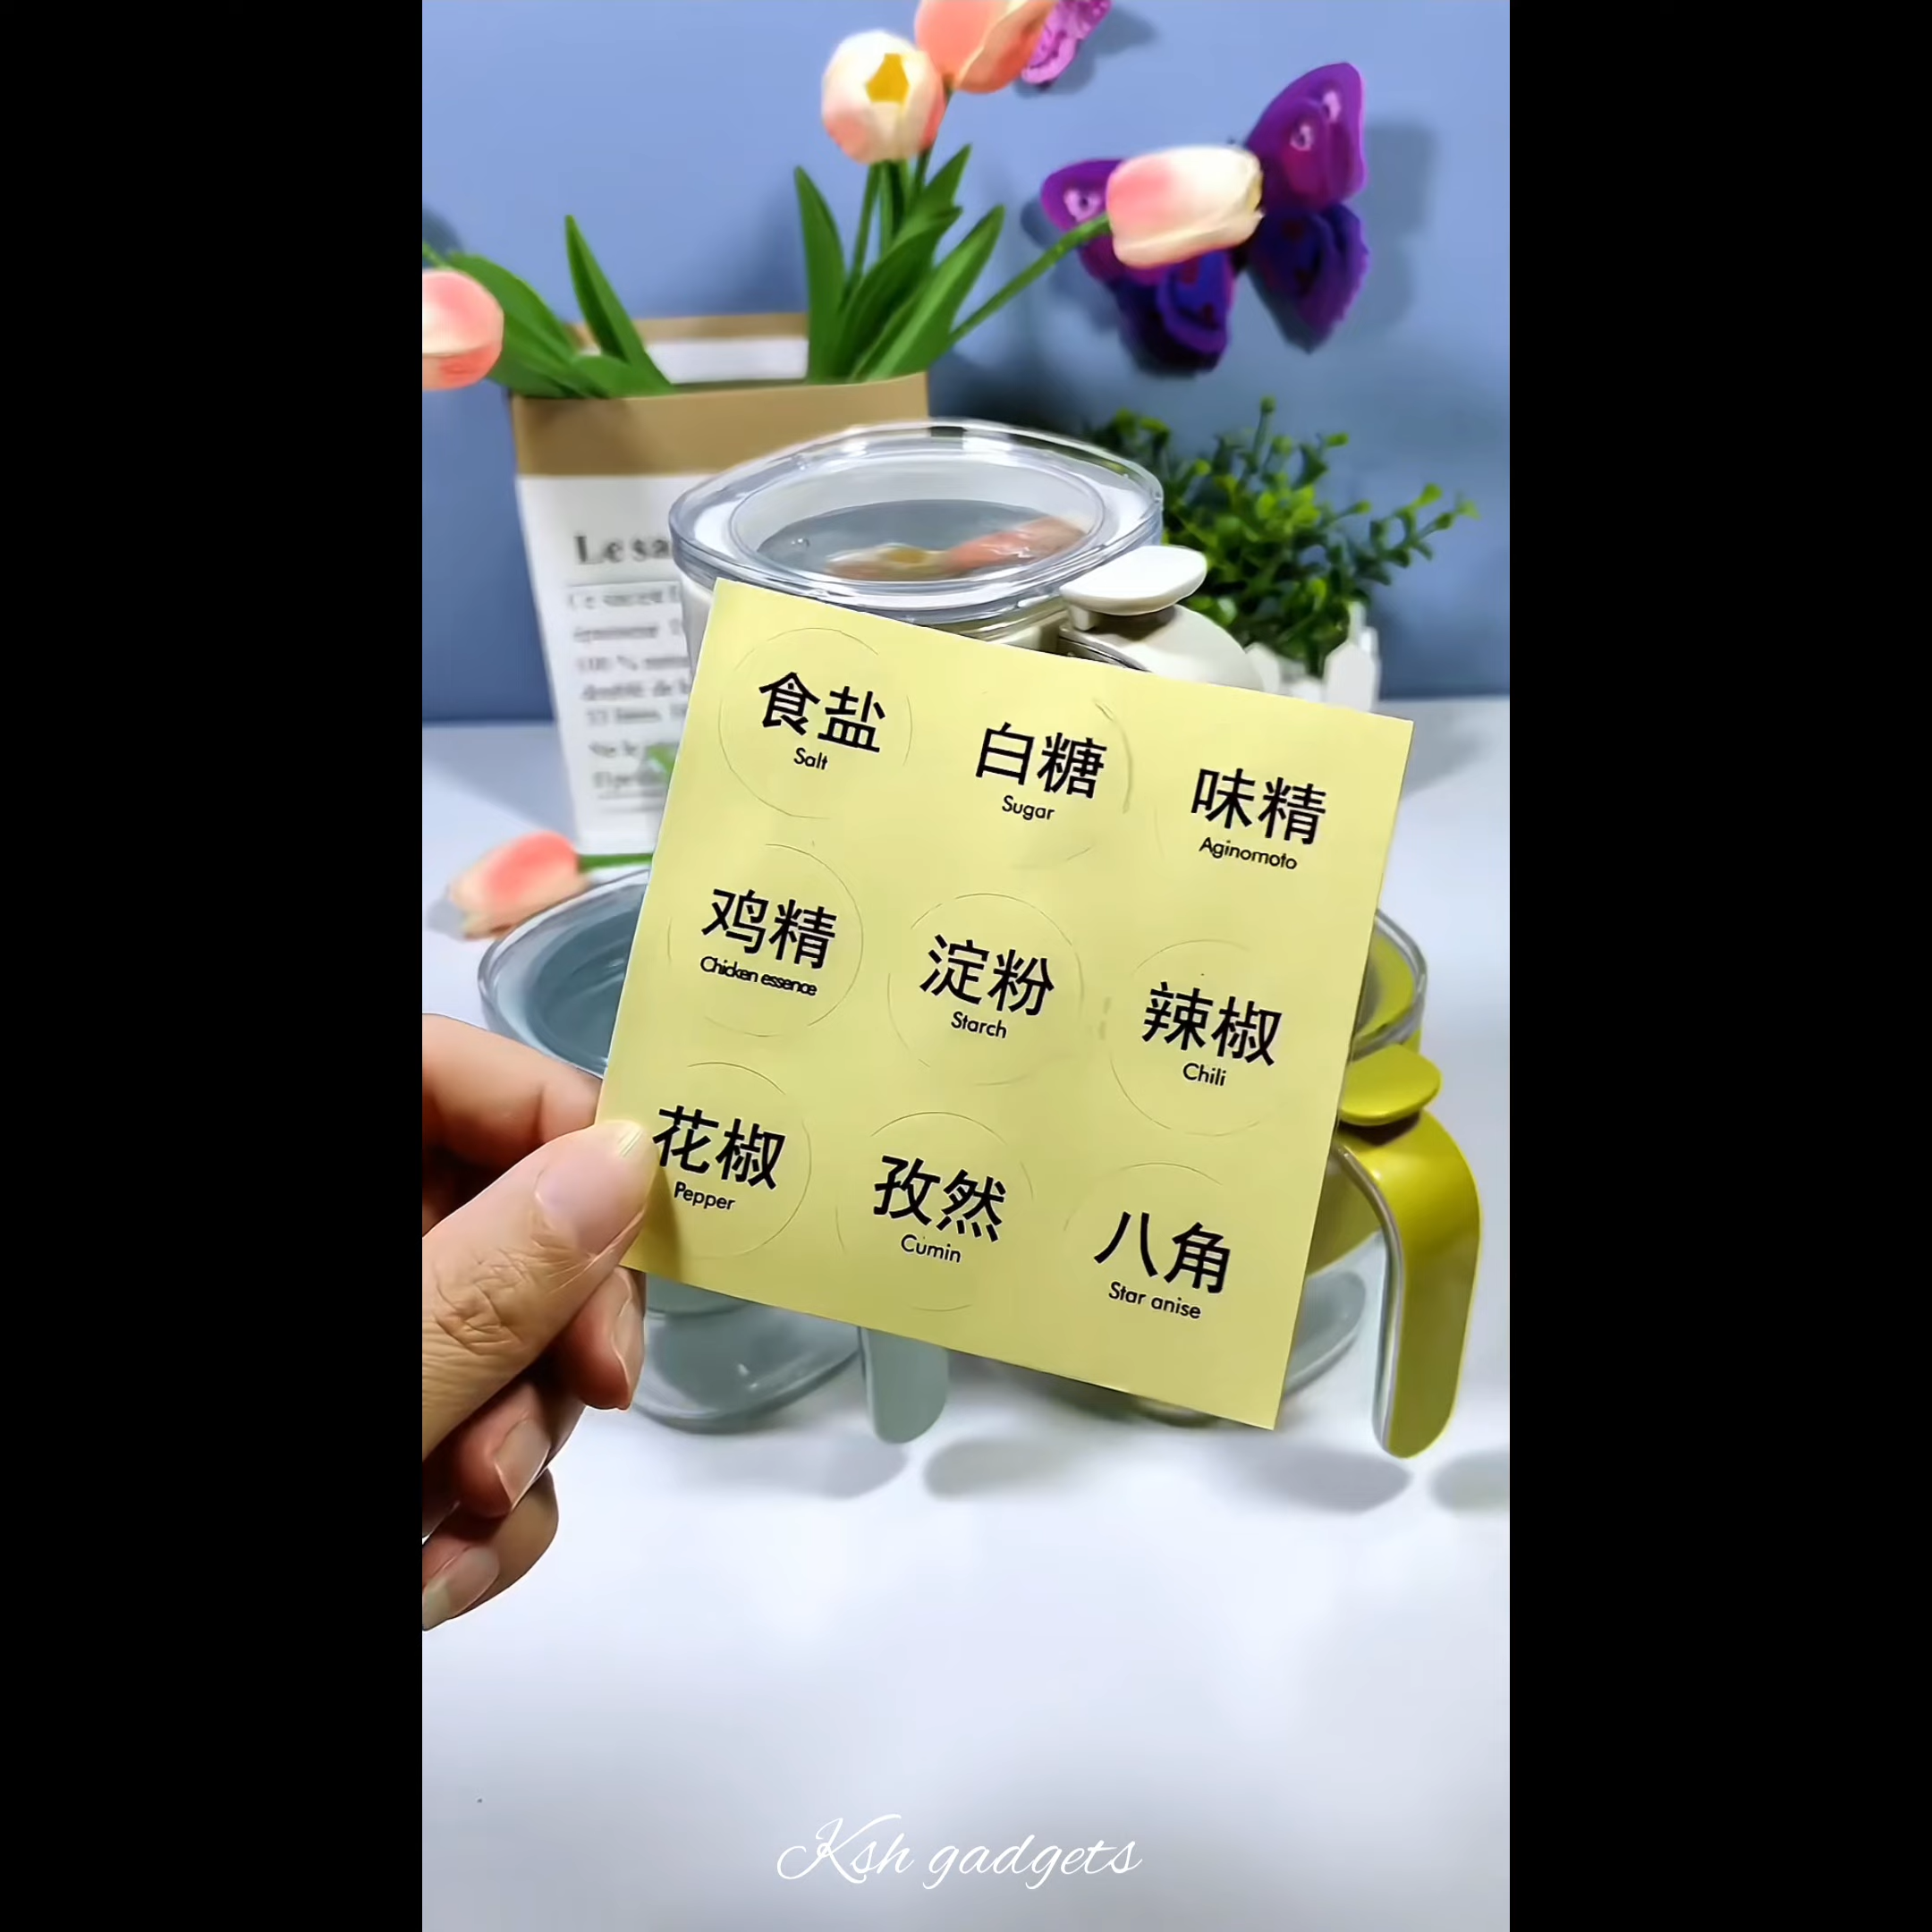 Le sa
食盐
Salt
白糖
Sugar
味精
Aginomoto
鸡精
Chicken essence
淀粉
Starch
辣椒
Chili
花椒
Pepper
孜然
Cumin
八角
Star anise
Ksh gadgets